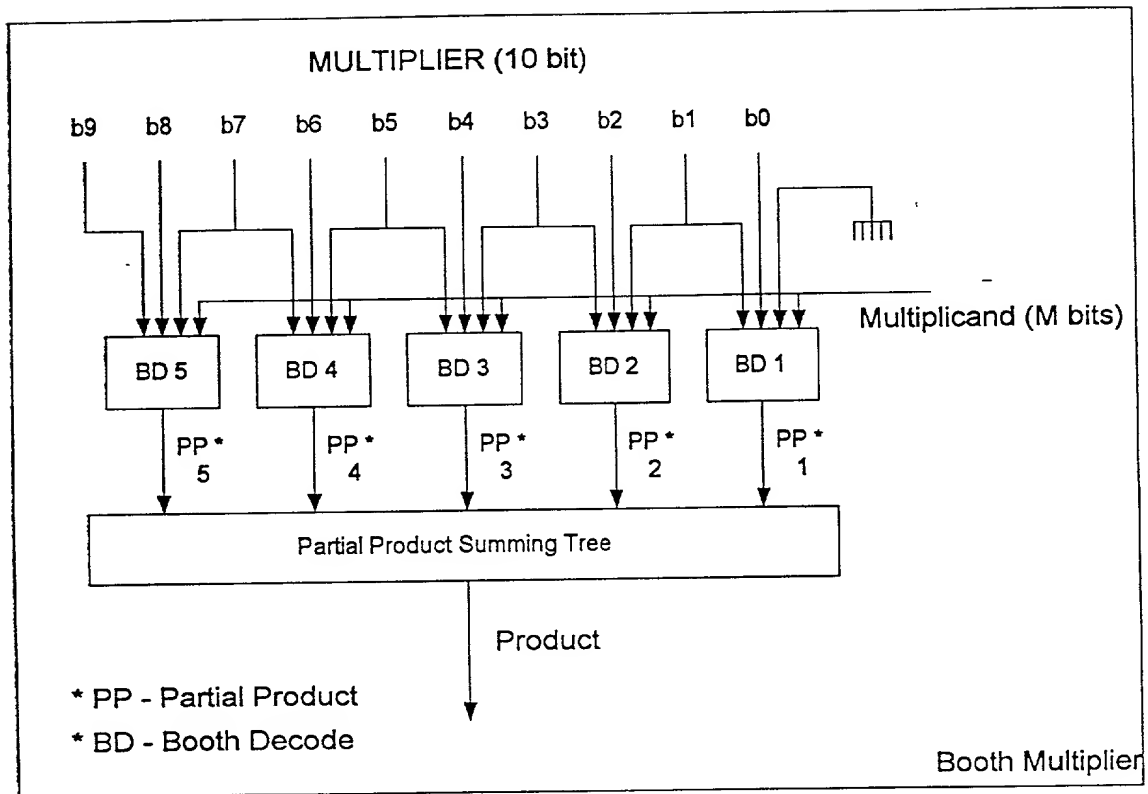 MULTIPLIER (10 bit)
b9 b8 b7 b6 b5 b4 b3 b2 b1 b0
Multiplicand (M bits)
BD 5 BD 4 BD 3 BD 2 BD 1
PP * PP * PP * PP * PP *
5 4 3 2 1
Partial Product Summing Tree
Product
* PP - Partial Product
* BD - Booth Decode
Booth Multiplier